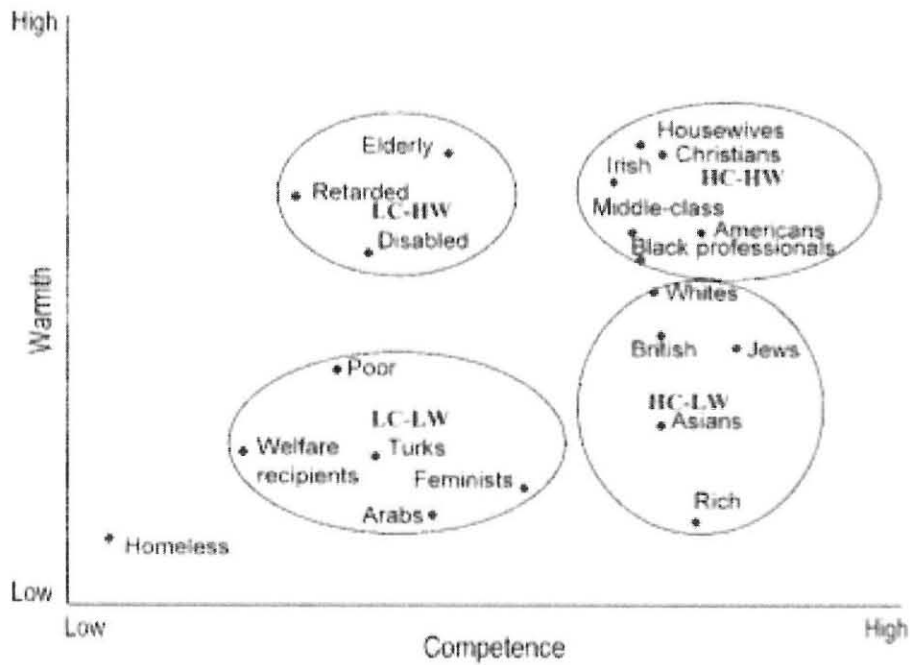 High
Housewives
Elderly
Christians
Irish
HC-HW
Retarded
LC-HW
Middle-class
Americans
Disabled
Black professionals
Whites
Warmth
British
Jews
Poor
HC-LW
LC-LW
Asians
Welfare
recipients
Turks
Feminists
Rich
Arabs
Homeless
Low
Low
Competence
High